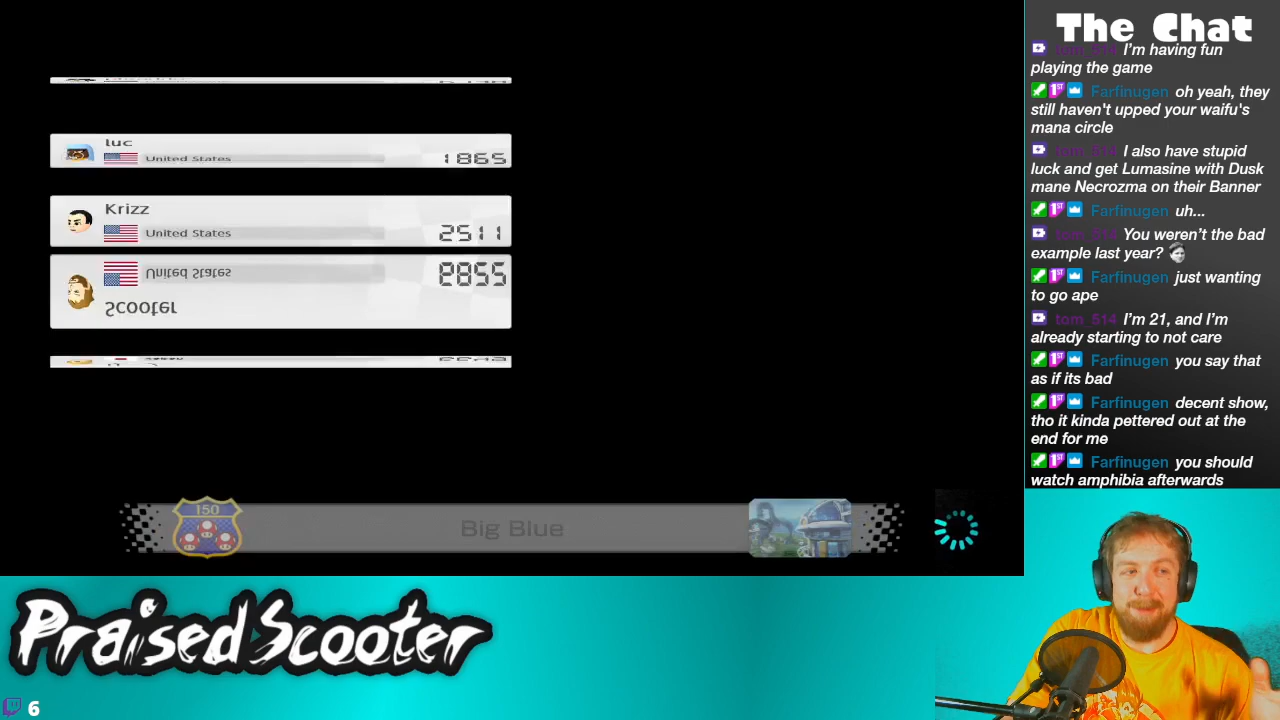 luc
United States
1865
Krizz
United States
2511
United States
Scooter
150
Big Blue
PraisedScooter
6
The Chat
tom_514 I'm having fun
playing the game
Farfinugen oh yeah, they
still haven't upped your waifu's
mana circle
tom_514 I also have stupid
luck and get Lumasine with Dusk
mane Necrozma on their Banner
Farfinugen uh...
tom_514 You weren't the bad
example last year?
Farfinugen just wanting
to go ape
tom_514 I'm 21, and I'm
already starting to not care
Farfinugen you say that
as if its bad
Farfinugen decent show,
tho it kinda pettered out at the
end for me
Farfinugen you should
watch amphibia afterwards